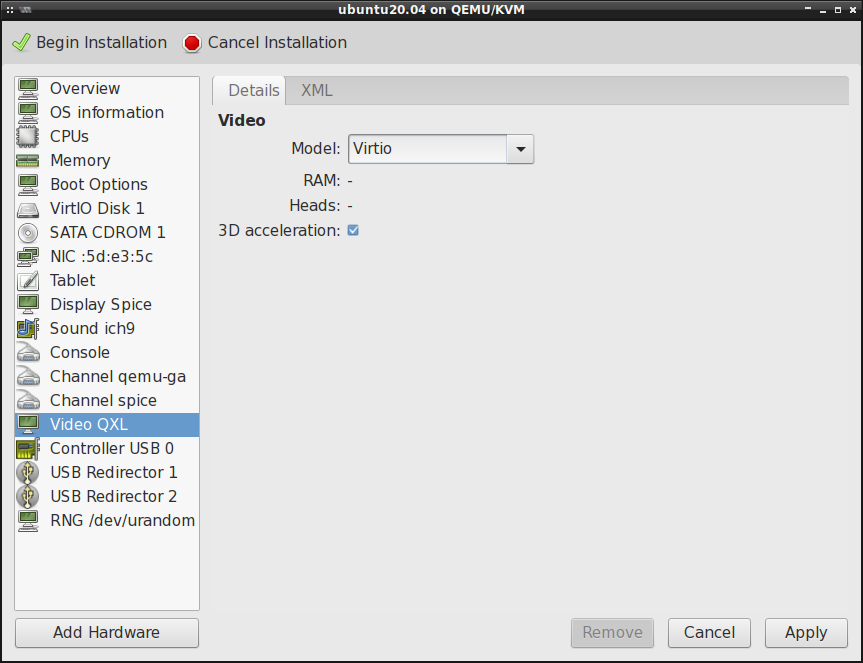 ubuntu20.04 on QEMU/KVM
Begin Installation Cancel Installation
Overview
OS information
CPUs
Memory
Boot Options
VirtIO Disk 1
SATA CDROM 1
NIC :5d:e3:5c
Tablet
Display Spice
Sound ich9
Console
Channel qemu-ga
Channel spice
Video QXL
Controller USB 0
USB Redirector 1
USB Redirector 2
RNG /dev/urandom
Add Hardware
Details XML
Video
Model: Virtio
RAM: -
Heads: -
3D acceleration:
Remove Cancel Apply